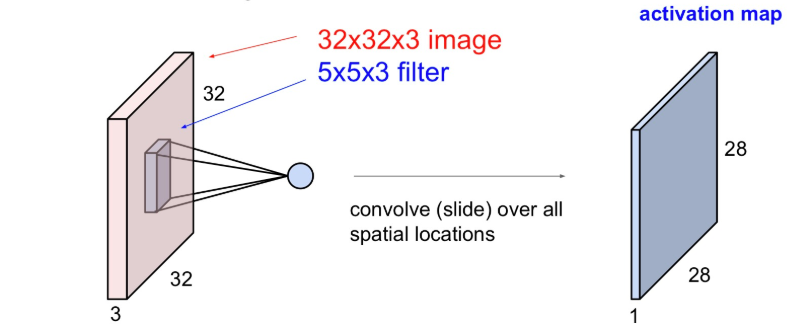 activation map
32x32x3 image
5x5x3 filter
32
32
3
convolve (slide) over all
spatial locations
28
28
1